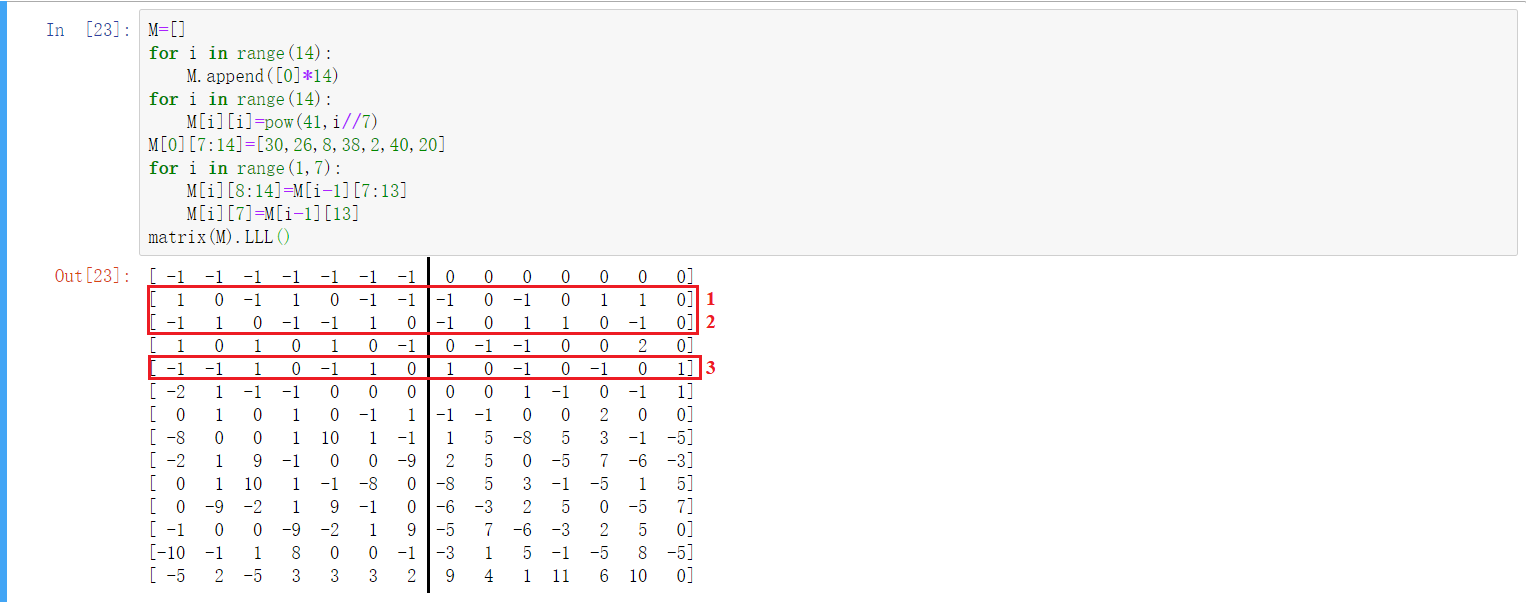 In [23]: M=[]
for i in range(14):
    M.append([0]*14)
for i in range(14):
    M[i][i]=pow(41,i//7)
M[0][7:14]=[30,26,8,38,2,40,20]
for i in range(1,7):
    M[i][8:14]=M[i-1][7:13]
    M[i][7]=M[i-1][13]
matrix(M).LLL()
Out[23]: [ -1 -1 -1 -1 -1 -1 -1 0 0 0 0 0 0 0]
[ 1 0 -1 1 0 -1 -1 -1 0 -1 0 1 1 0] 1
[ -1 1 0 -1 -1 1 0 -1 0 1 1 0 -1 0] 2
[ 1 0 1 0 1 0 -1 0 -1 -1 0 0 2 0]
[ -1 -1 1 0 -1 1 0 1 0 -1 0 -1 0 1] 3
[ -2 1 -1 -1 0 0 0 0 0 1 -1 0 -1 1]
[ 0 1 0 1 0 -1 1 -1 -1 0 0 2 0 0]
[ -8 0 0 1 10 1 -1 1 5 -8 5 3 -1 -5]
[ -2 1 9 -1 0 0 -9 2 5 0 -5 7 -6 -3]
[ 0 1 10 1 -1 -8 0 -8 5 3 -1 -5 1 5]
[ 0 -9 -2 1 9 -1 0 -6 -3 2 5 0 -5 7]
[ -1 0 0 -9 -2 1 9 -5 7 -6 -3 2 5 0]
[-10 -1 1 8 0 0 -1 -3 1 5 -1 -5 8 -5]
[ -5 2 -5 3 3 3 2 9 4 1 11 6 10 0]